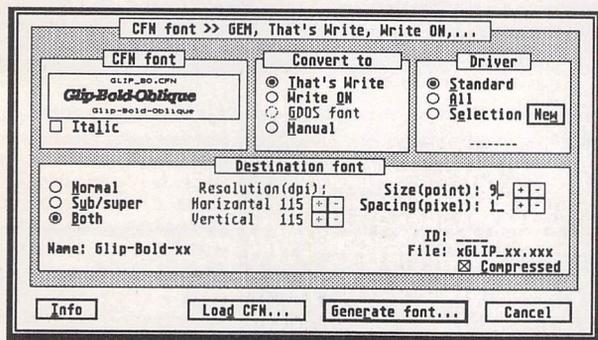 CFN font >> GEM, That's Write, Write ON,...
CFN font
GLIP_BO.CFN
Glip-Bold-Oblique
Glip-Bold-Oblique
Italic
Convert to
That's Write
Write ON
GDOS font
Manual
Driver
Standard
All
Selection New
--------
Destination font
Normal
Sub/super
Both
Resolution(dpi):
Horizontal 115 + -
Vertical 115 + -
Size(point): 9 + -
Spacing(pixel): 1_ + -
Name: Glip-Bold-xx
ID: ____
File: xGLIP_xx.xxx
Compressed
Info Load CFN... Generate font... Cancel